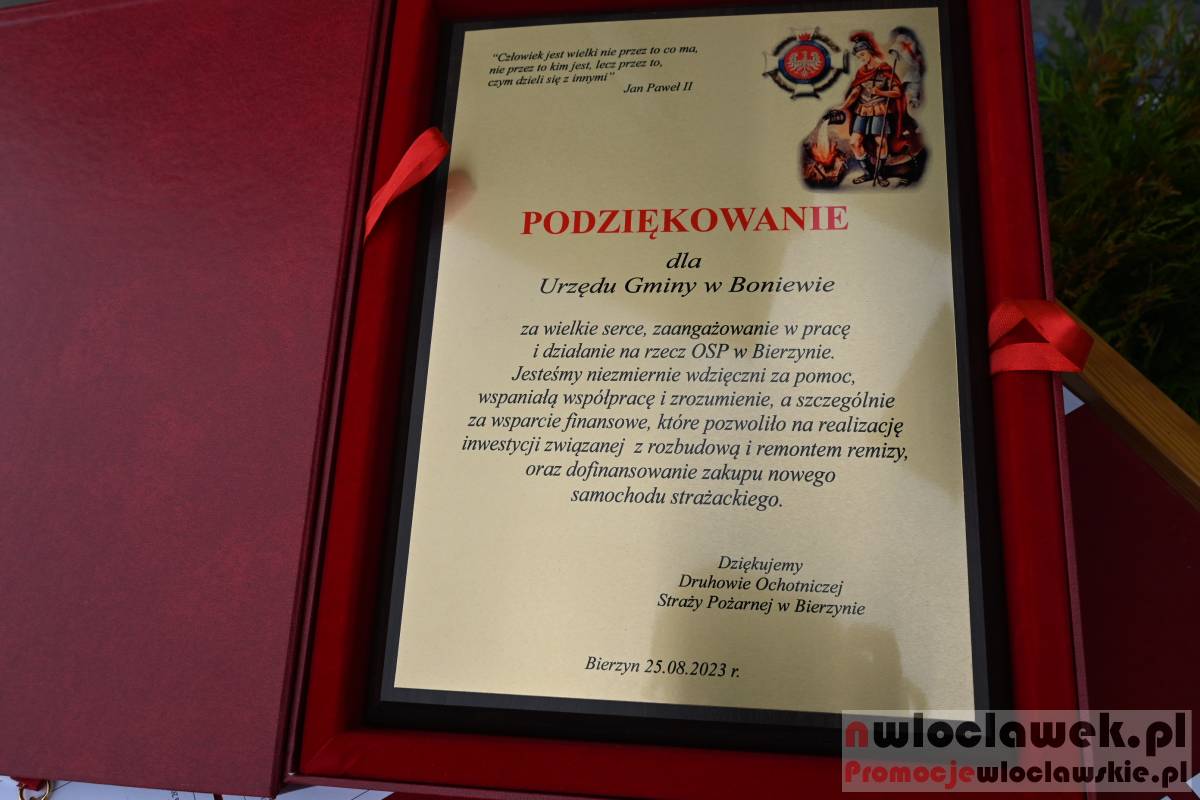 “Człowiek jest wielki nie przez to co ma,
nie przez to kim jest, lecz przez to,
czym dzieli się z innymi”
Jan Paweł II
PODZIĘKOWANIE
dla
Urzędu Gminy w Boniewie
za wielkie serce, zaangażowanie w pracę
i działanie na rzecz OSP w Bierzynie.
Jesteśmy niezmiernie wdzięczni za pomoc,
wspaniałą współpracę i zrozumienie, a szczególnie
za wsparcie finansowe, które pozwoliło na realizację
inwestycji związanej z rozbudową i remontem remizy,
oraz dofinansowanie zakupu nowego
samochodu strażackiego.
Dziękujemy
Druhowie Ochotniczej
Straży Pożarnej w Bierzynie
Bierzyn 25.08.2023 r.
nwloclawek.pl
Promocjewloclawskie.pl